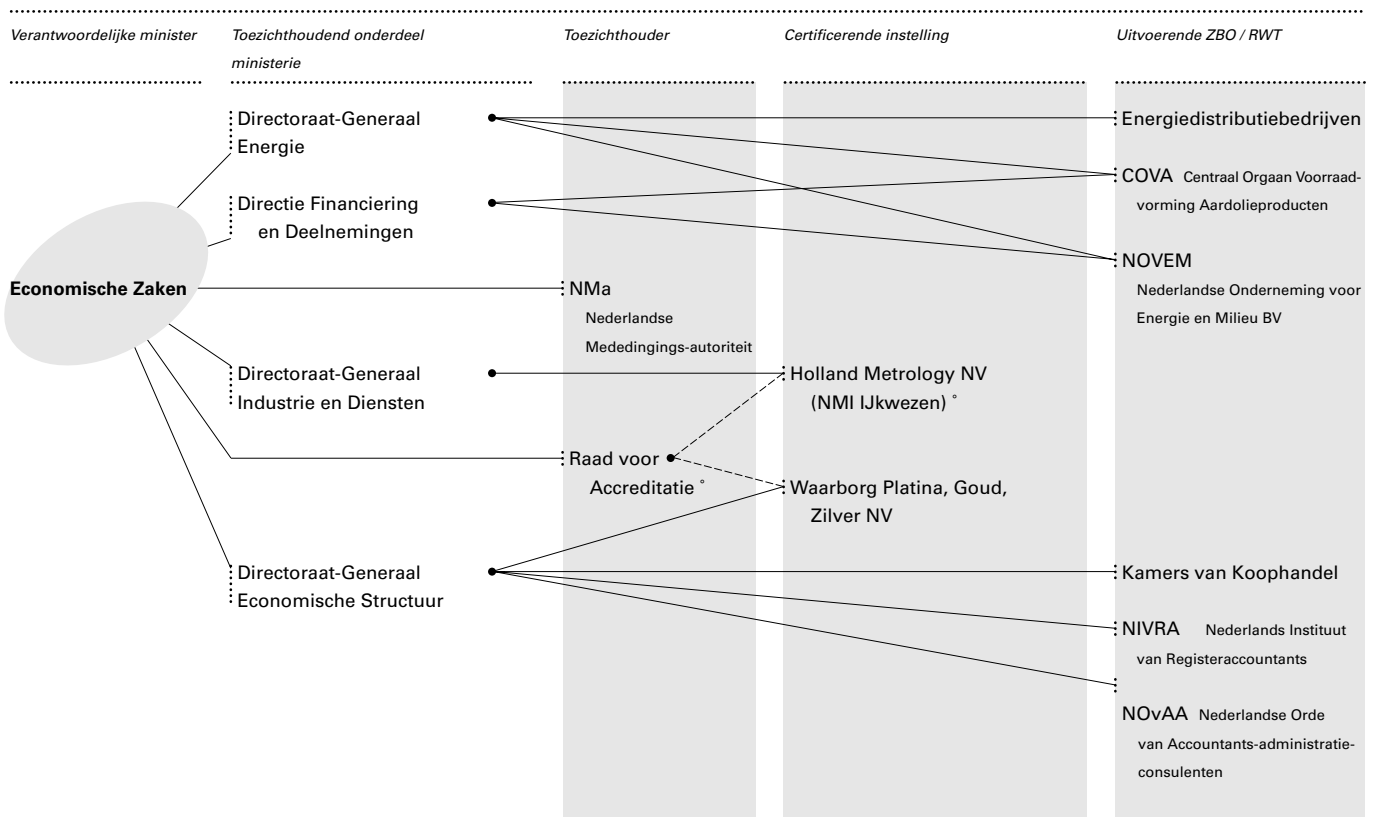 Verantwoordelijke minister
Toezichthoudend onderdeel
ministerie
Toezichthouder
Certificerende instelling
Uitvoerende ZBO / RWT
Directoraat-Generaal
Energie
Directie Financiering
en Deelnemingen
Economische Zaken
Directoraat-Generaal
Industrie en Diensten
Directoraat-Generaal
Economische Structuur
NMa
Nederlandse
Mededingings-autoriteit
Raad voor
Accreditatie °
Holland Metrology NV
(NMI IJkwezen) °
Waarborg Platina, Goud,
Zilver NV
Energiedistributiebedrijven
COVA Centraal Orgaan Voorraad-
vorming Aardolieproducten
NOVEM
Nederlandse Onderneming voor
Energie en Milieu BV
Kamers van Koophandel
NIVRA Nederlands Instituut
van Registeraccountants
NOvAA Nederlandse Orde
van Accountants-administratie-
consulenten